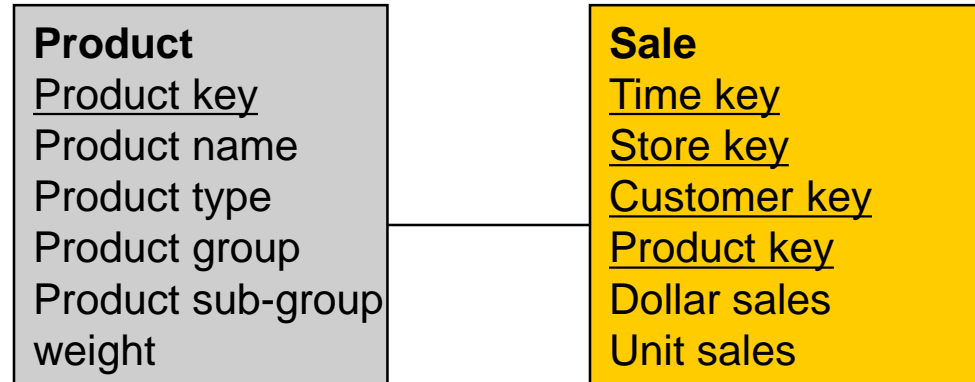 Product
Product key
Product name
Product type
Product group
Product sub-group
weight
Sale
Time key
Store key
Customer key
Product key
Dollar sales
Unit sales